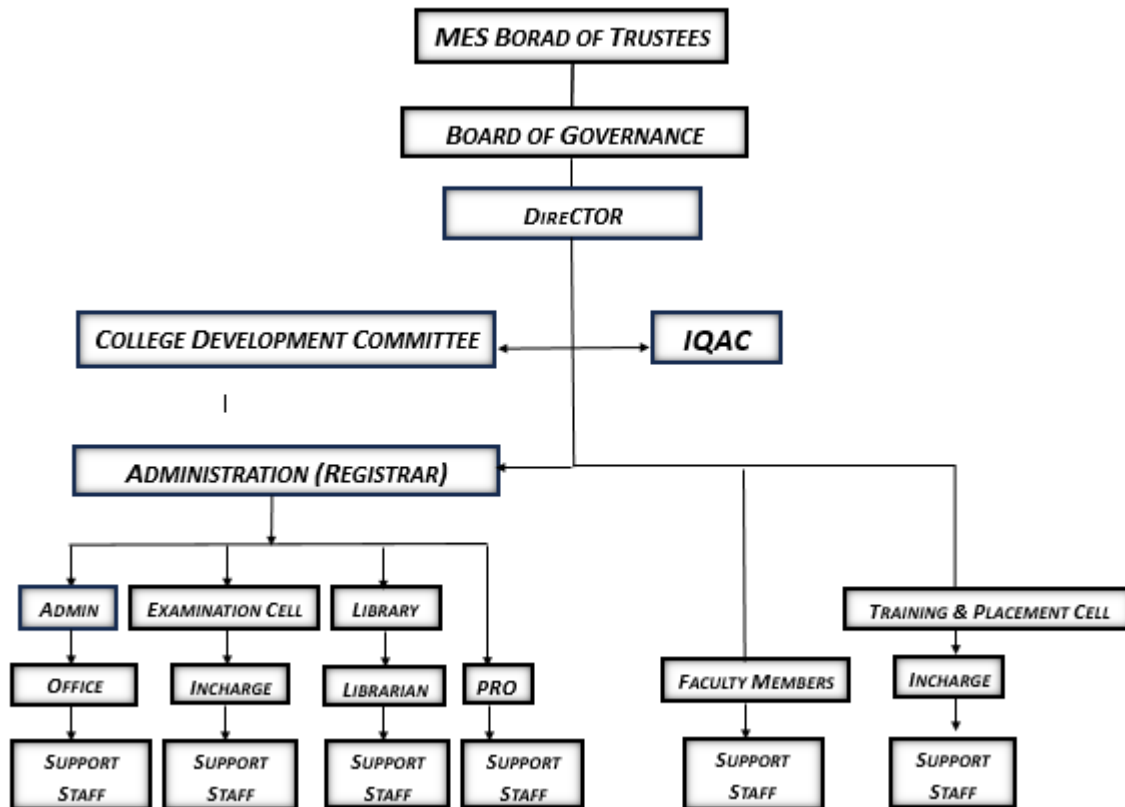 MES BORAD OF TRUSTEES
BOARD OF GOVERNANCE
DIRECTOR
COLLEGE DEVELOPMENT COMMITTEE
IQAC
ADMINISTRATION (REGISTRAR)
ADMIN
EXAMINATION CELL
LIBRARY
TRAINING & PLACEMENT CELL
OFFICE
INCHARGE
LIBRARIAN
PRO
FACULTY MEMBERS
INCHARGE
SUPPORT
STAFF
SUPPORT
STAFF
SUPPORT
STAFF
SUPPORT
STAFF
SUPPORT
STAFF
SUPPORT
STAFF